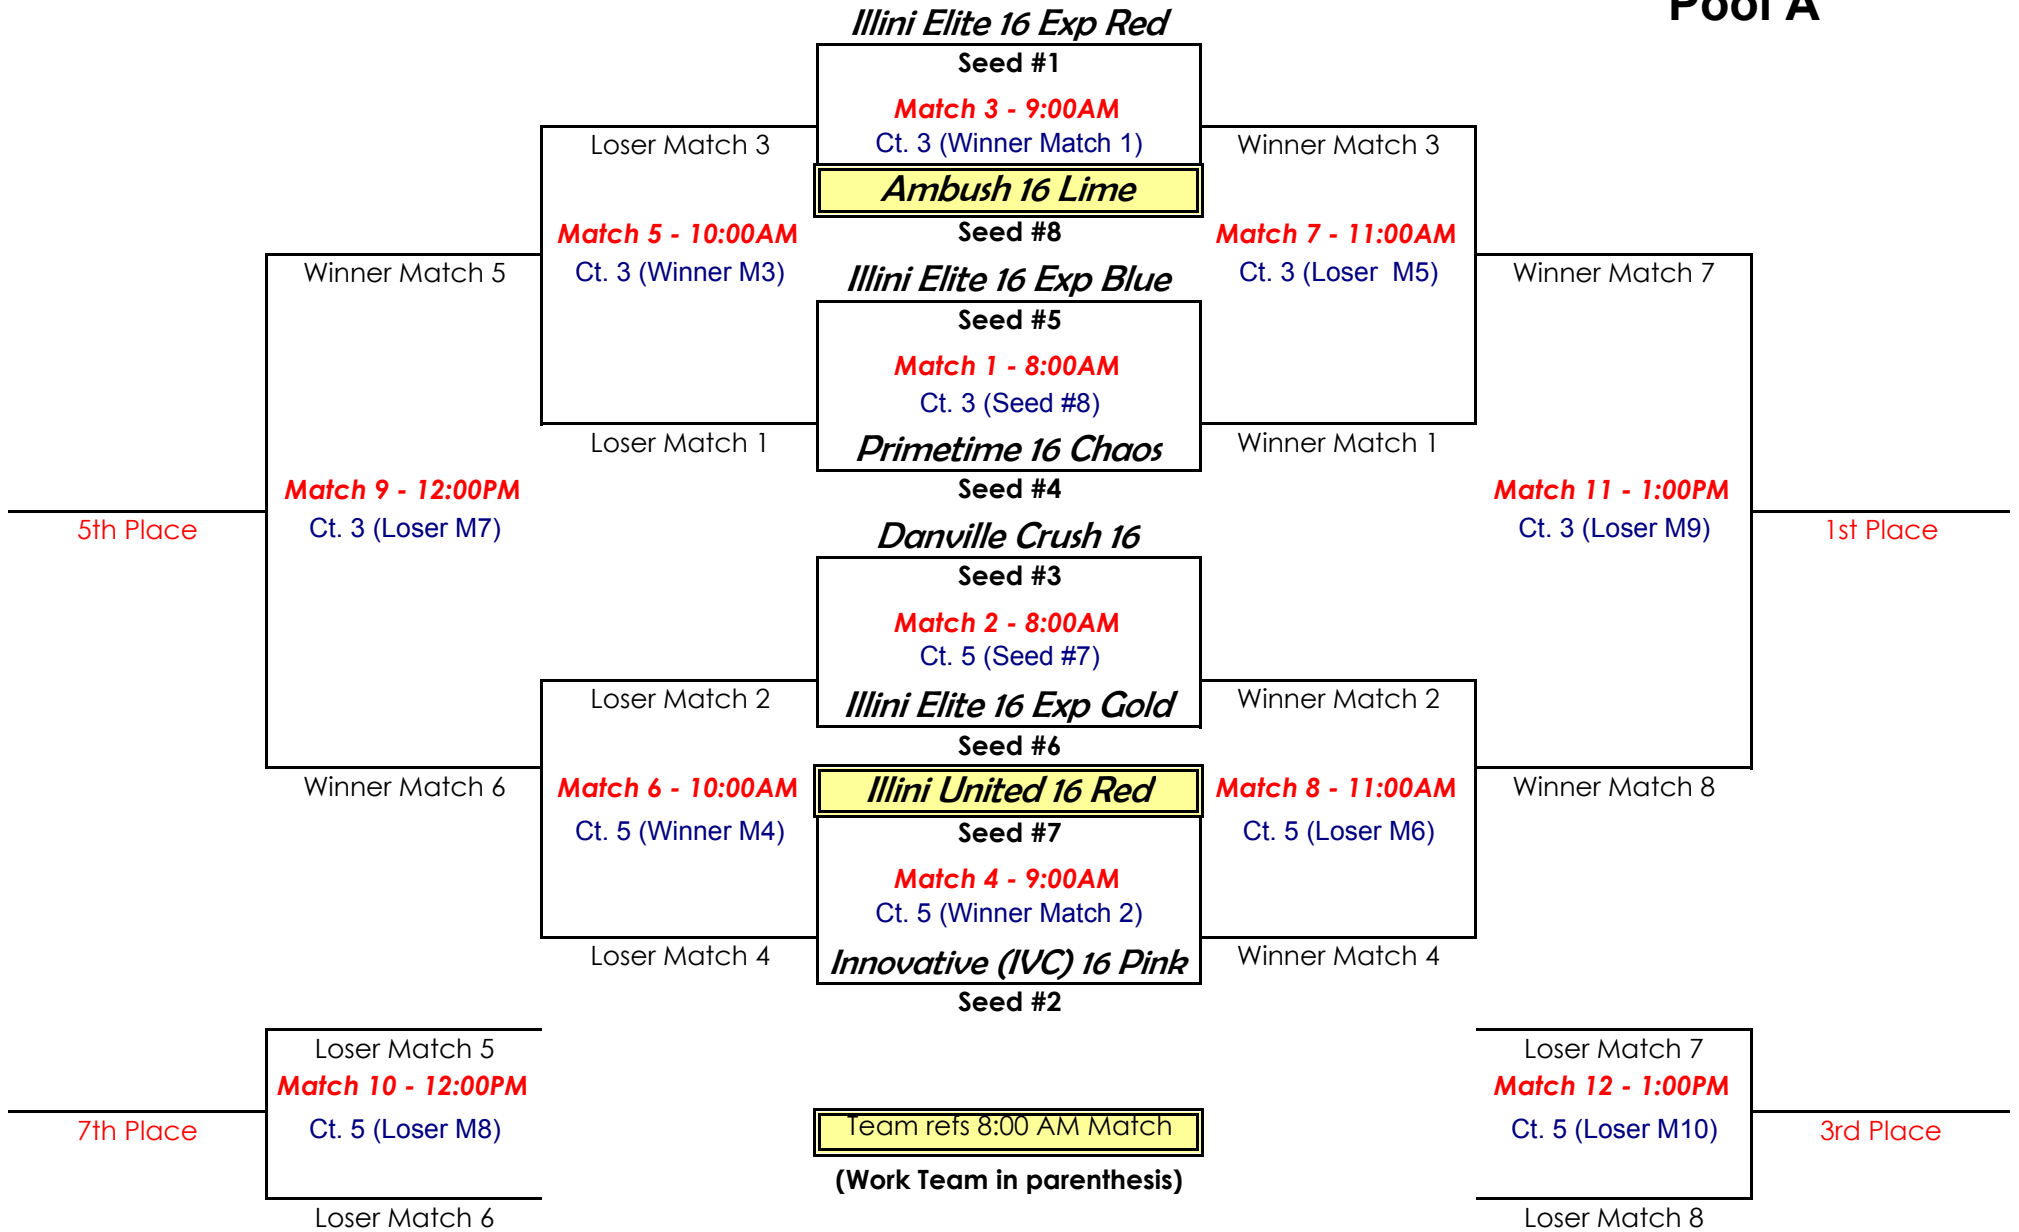 Pool A
Illini Elite 16 Exp Red
Seed #1
Match 3 - 9:00AM
Loser Match 3
Ct. 3 (Winner Match 1)
Winner Match 3
Ambush 16 Lime
Match 5 - 10:00AM
Seed #8
Match 7 - 11:00AM
Winner Match 5
Ct. 3 (Winner M3)
Illini Elite 16 Exp Blue
Ct. 3 (Loser  M5)
Winner Match 7
Seed #5
Match 1 - 8:00AM
Ct. 3 (Seed #8)
Loser Match 1
Primetime 16 Chaos
Winner Match 1
Match 9 - 12:00PM
Seed #4
Match 11 - 1:00PM
5th Place
Ct. 3 (Loser M7)
Danville Crush 16
Ct. 3 (Loser M9)
1st Place
Seed #3
Match 2 - 8:00AM
Ct. 5 (Seed #7)
Loser Match 2
Illini Elite 16 Exp Gold
Winner Match 2
Seed #6
Winner Match 6
Match 6 - 10:00AM
Illini United 16 Red
Match 8 - 11:00AM
Winner Match 8
Ct. 5 (Winner M4)
Seed #7
Ct. 5 (Loser M6)
Match 4 - 9:00AM
Ct. 5 (Winner Match 2)
Loser Match 4
Innovative (IVC) 16 Pink
Winner Match 4
Seed #2
Loser Match 5
Loser Match 7
Match 10 - 12:00PM
Match 12 - 1:00PM
7th Place
Ct. 5 (Loser M8)
Team refs 8:00 AM Match
Ct. 5 (Loser M10)
3rd Place
(Work Team in parenthesis)
Loser Match 6
Loser Match 8